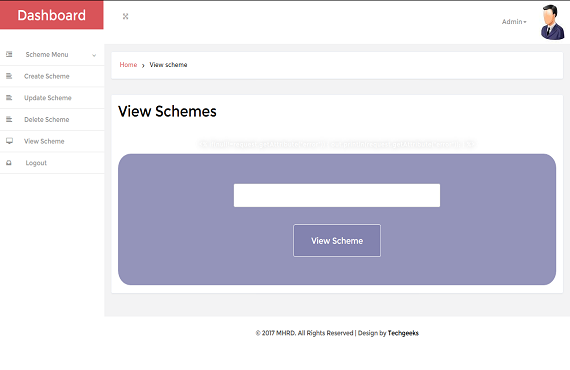 Dashboard
Admin
Scheme Menu
Create Scheme
Update Scheme
Delete Scheme
View Scheme
Logout
Home > View scheme
View Schemes
View Scheme
© 2017 MHRD. All Rights Reserved | Design by Techgeeks